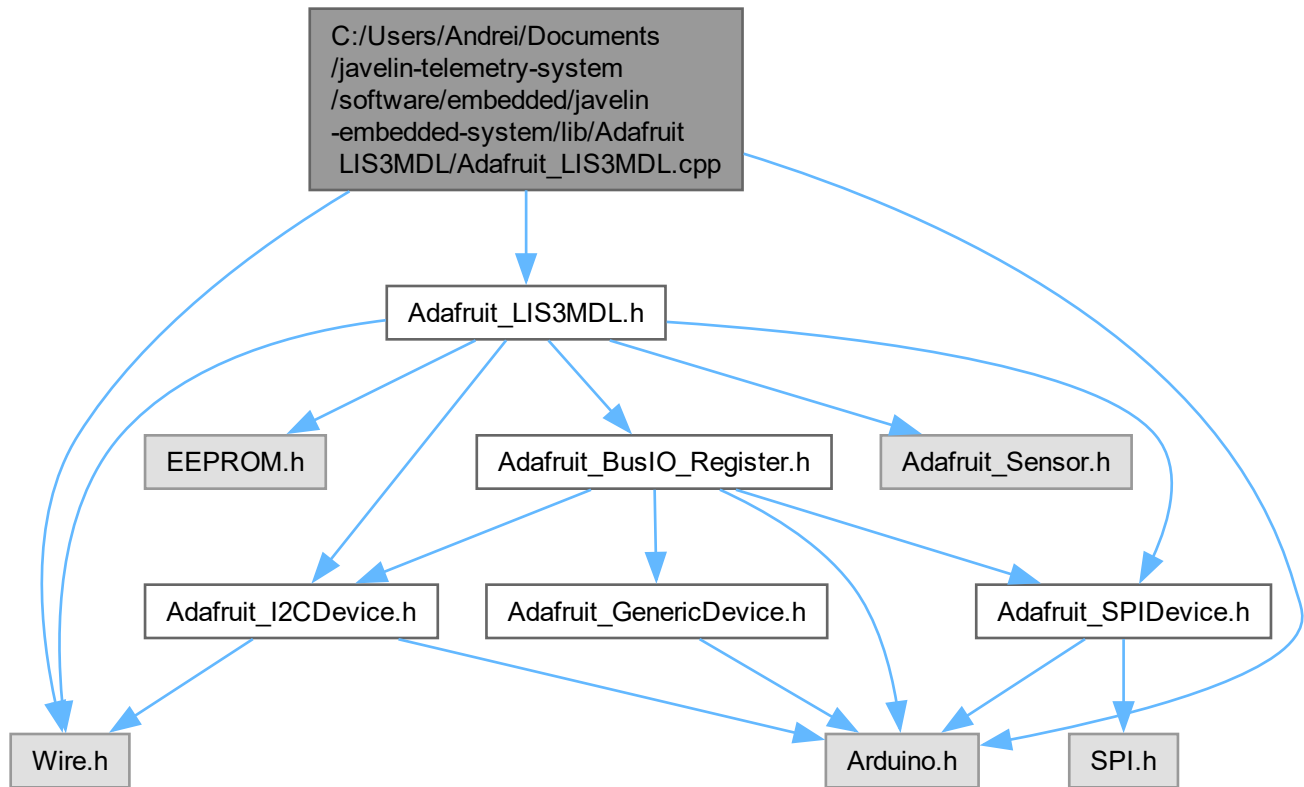 C:/Users/Andrei/Documents
/javelin-telemetry-system
/software/embedded/javelin
-embedded-system/lib/Adafruit
LIS3MDL/Adafruit_LIS3MDL.cpp
Adafruit_LIS3MDL.h
EEPROM.h
Adafruit_BusIO_Register.h
Adafruit_Sensor.h
Adafruit_I2CDevice.h
Adafruit_GenericDevice.h
Adafruit_SPIDevice.h
Wire.h
Arduino.h
SPI.h